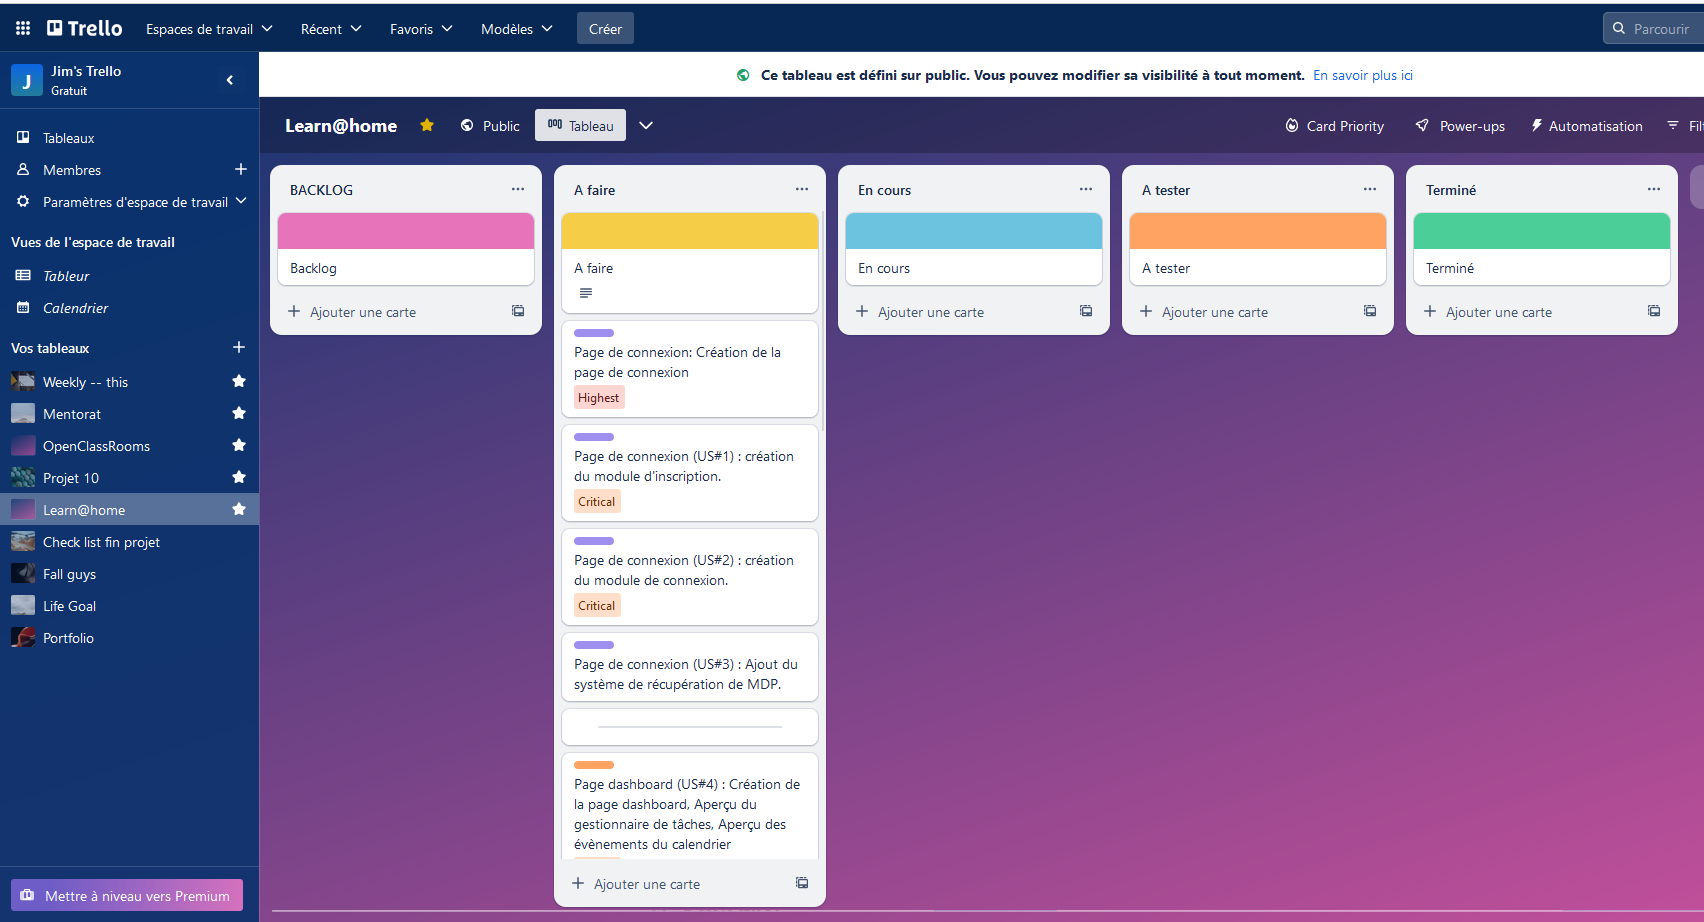 Trello
Espaces de travail
Récent
Favoris
Modèles
Créer
Parcourir
J
Jim's Trello
Gratuit
Tableaux
Membres
Paramètres d'espace de travail
Vues de l'espace de travail
Tableur
Calendrier
Vos tableaux
Weekly -- this
Mentorat
OpenClassRooms
Projet 10
Learn@home
Check list fin projet
Fall guys
Life Goal
Portfolio
Mettre à niveau vers Premium
Ce tableau est défini sur public. Vous pouvez modifier sa visibilité à tout moment. En savoir plus ici
Learn@home
Public
Tableau
Card Priority
Power-ups
Automatisation
BACKLOG
Backlog
Ajouter une carte
A faire
A faire
Page de connexion: Création de la
page de connexion
Highest
Page de connexion (US#1) : création
du module d'inscription.
Critical
Page de connexion (US#2) : création
du module de connexion.
Critical
Page de connexion (US#3) : Ajout du
système de récupération de MDP.
Page dashboard (US#4) : Création de
la page dashboard, Aperçu du
gestionnaire de tâches, Aperçu des
évènements du calendrier
Ajouter une carte
En cours
En cours
Ajouter une carte
A tester
A tester
Ajouter une carte
Terminé
Terminé
Ajouter une carte